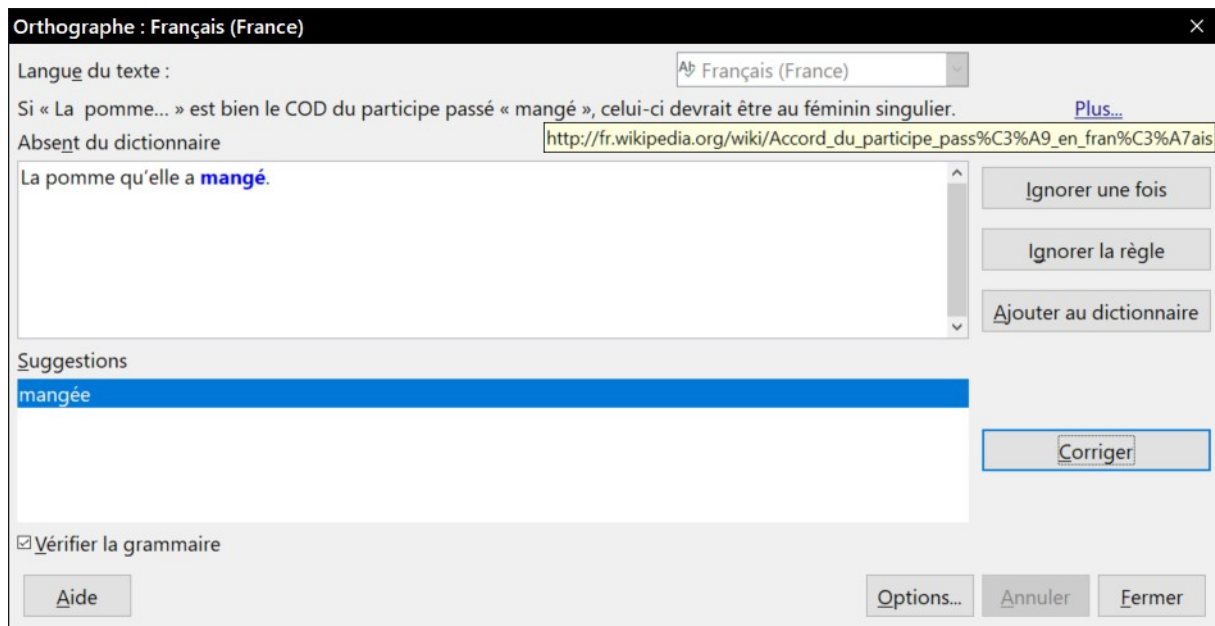 Orthographe : Français (France)
Langue du texte :
Français (France)
Si « La pomme... » est bien le COD du participe passé « mangé », celui-ci devrait être au féminin singulier.
Plus...
Absent du dictionnaire
http://fr.wikipedia.org/wiki/Accord_du_participe_pass%C3%A9_en_fran%C3%A7ais
La pomme qu’elle a mangé.
Ignorer une fois
Ignorer la règle
Ajouter au dictionnaire
Suggestions
mangée
Corriger
Vérifier la grammaire
Aide
Options...
Annuler
Fermer